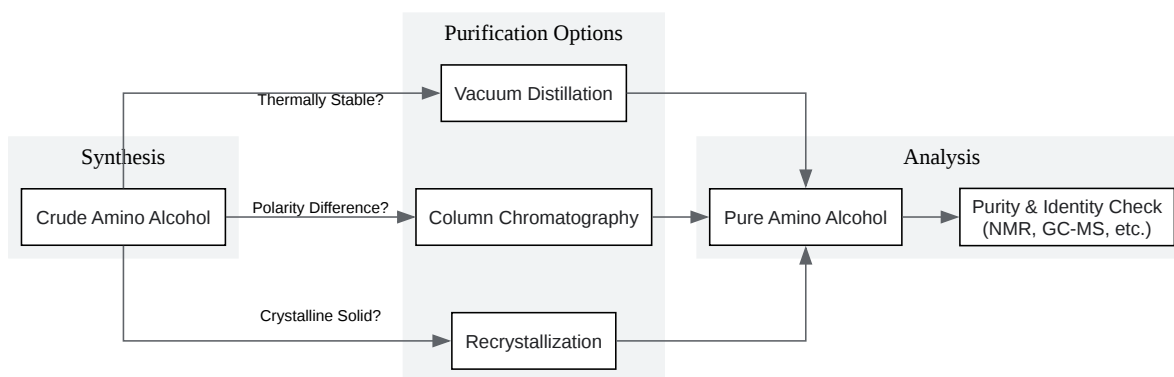 Purification Options
Thermally Stable?
Vacuum Distillation
Synthesis
Analysis
Crude Amino Alcohol
Polarity Difference?
Column Chromatography
Pure Amino Alcohol
Purity & Identity Check
(NMR, GC-MS, etc.)
Crystalline Solid?
Recrystallization